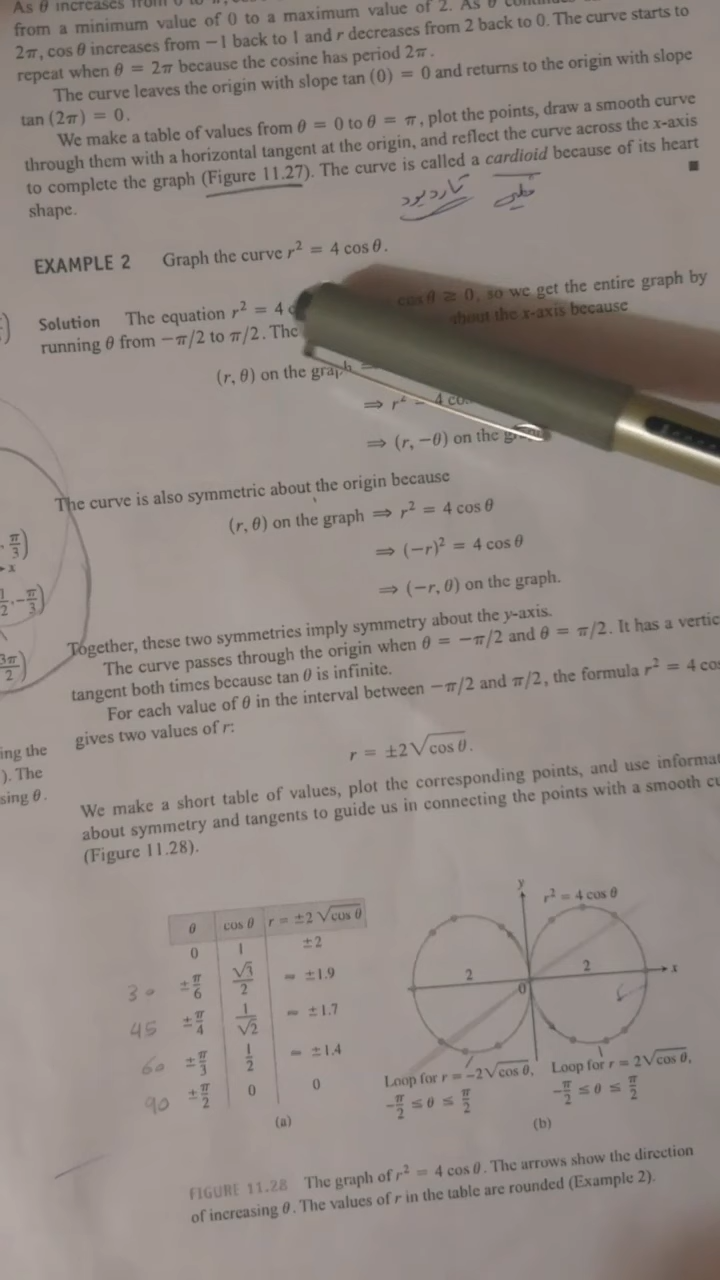 from a minimum value of 0 to a maximum value of 2. As θ
2π, cos θ increases from −1 back to 1 and r decreases from 2 back to 0. The curve starts to
repeat when θ = 2π because the cosine has period 2π.
The curve leaves the origin with slope tan (0) = 0 and returns to the origin with slope
tan (2π) = 0.
We make a table of values from θ = 0 to θ = π, plot the points, draw a smooth curve
through them with a horizontal tangent at the origin, and reflect the curve across the x-axis
to complete the graph (Figure 11.27). The curve is called a cardioid because of its heart
shape.
EXAMPLE 2 Graph the curve r² = 4 cos θ.
Solution The equation r² = 4 cos θ ≥ 0, so we get the entire graph by
running θ from −π/2 to π/2. The about the x-axis because
(r, θ) on the graph
⇒ r² = 4
⇒ (r, −θ) on the
The curve is also symmetric about the origin because
(r, θ) on the graph ⇒ r² = 4 cos θ
⇒ (−r)² = 4 cos θ
⇒ (−r, θ) on the graph.
Together, these two symmetries imply symmetry about the y-axis.
The curve passes through the origin when θ = −π/2 and θ = π/2. It has a
tangent both times because tan θ is infinite.
For each value of θ in the interval between −π/2 and π/2, the formula r² = 4
gives two values of r:
r = ±2√cos θ.
We make a short table of values, plot the corresponding points, and use
about symmetry and tangents to guide us in connecting the points with a smooth
(Figure 11.28).
π/3)
x
1/2, −π/3)
3π/2)
ing the
). The
sing θ.
θ cos θ r = ±2√cos θ
0 1 ±2
30 ±π/6 √3/2 ≈ ±1.9
45 ±π/4 1/√2 ≈ ±1.7
60 ±π/3 1/2 ≈ ±1.4
90 ±π/2 0 0
(a)
y
r² = 4 cos θ
2 2 x
0
Loop for r = −2√cos θ, Loop for r = 2√cos θ,
−π/2 ≤ θ ≤ π/2 −π/2 ≤ θ ≤ π/2
(b)
FIGURE 11.28 The graph of r² = 4 cos θ. The arrows show the direction
of increasing θ. The values of r in the table are rounded (Example 2).